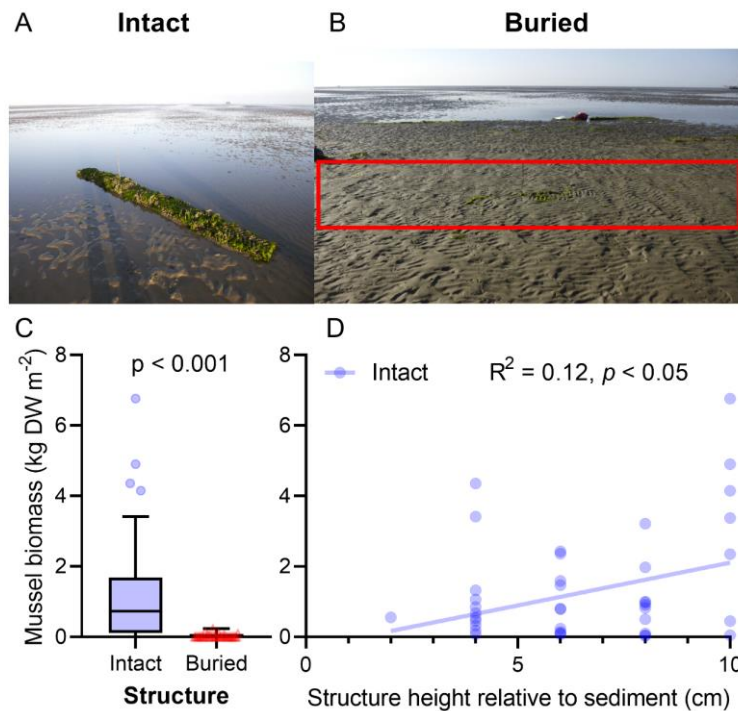 A Intact
B Buried
C
p < 0.001
8
6
4
2
0
Mussel biomass (kg DW m⁻²)
Intact Buried
Structure
D
Intact
R² = 0.12, p < 0.05
8
6
4
2
0
0 5 10
Structure height relative to sediment (cm)